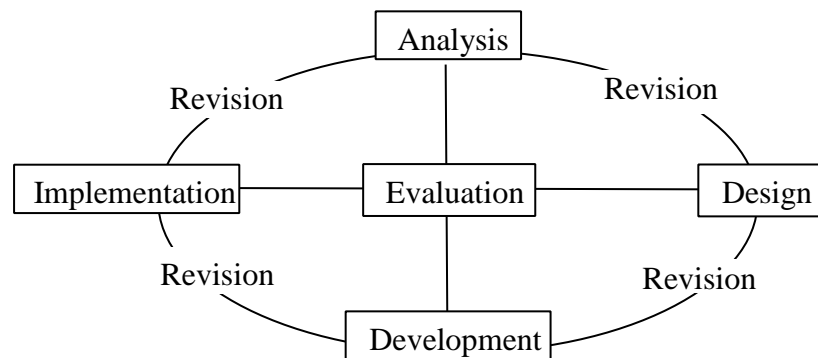 Analysis
Revision
Revision
Implementation
Evaluation
Design
Revision
Revision
Development